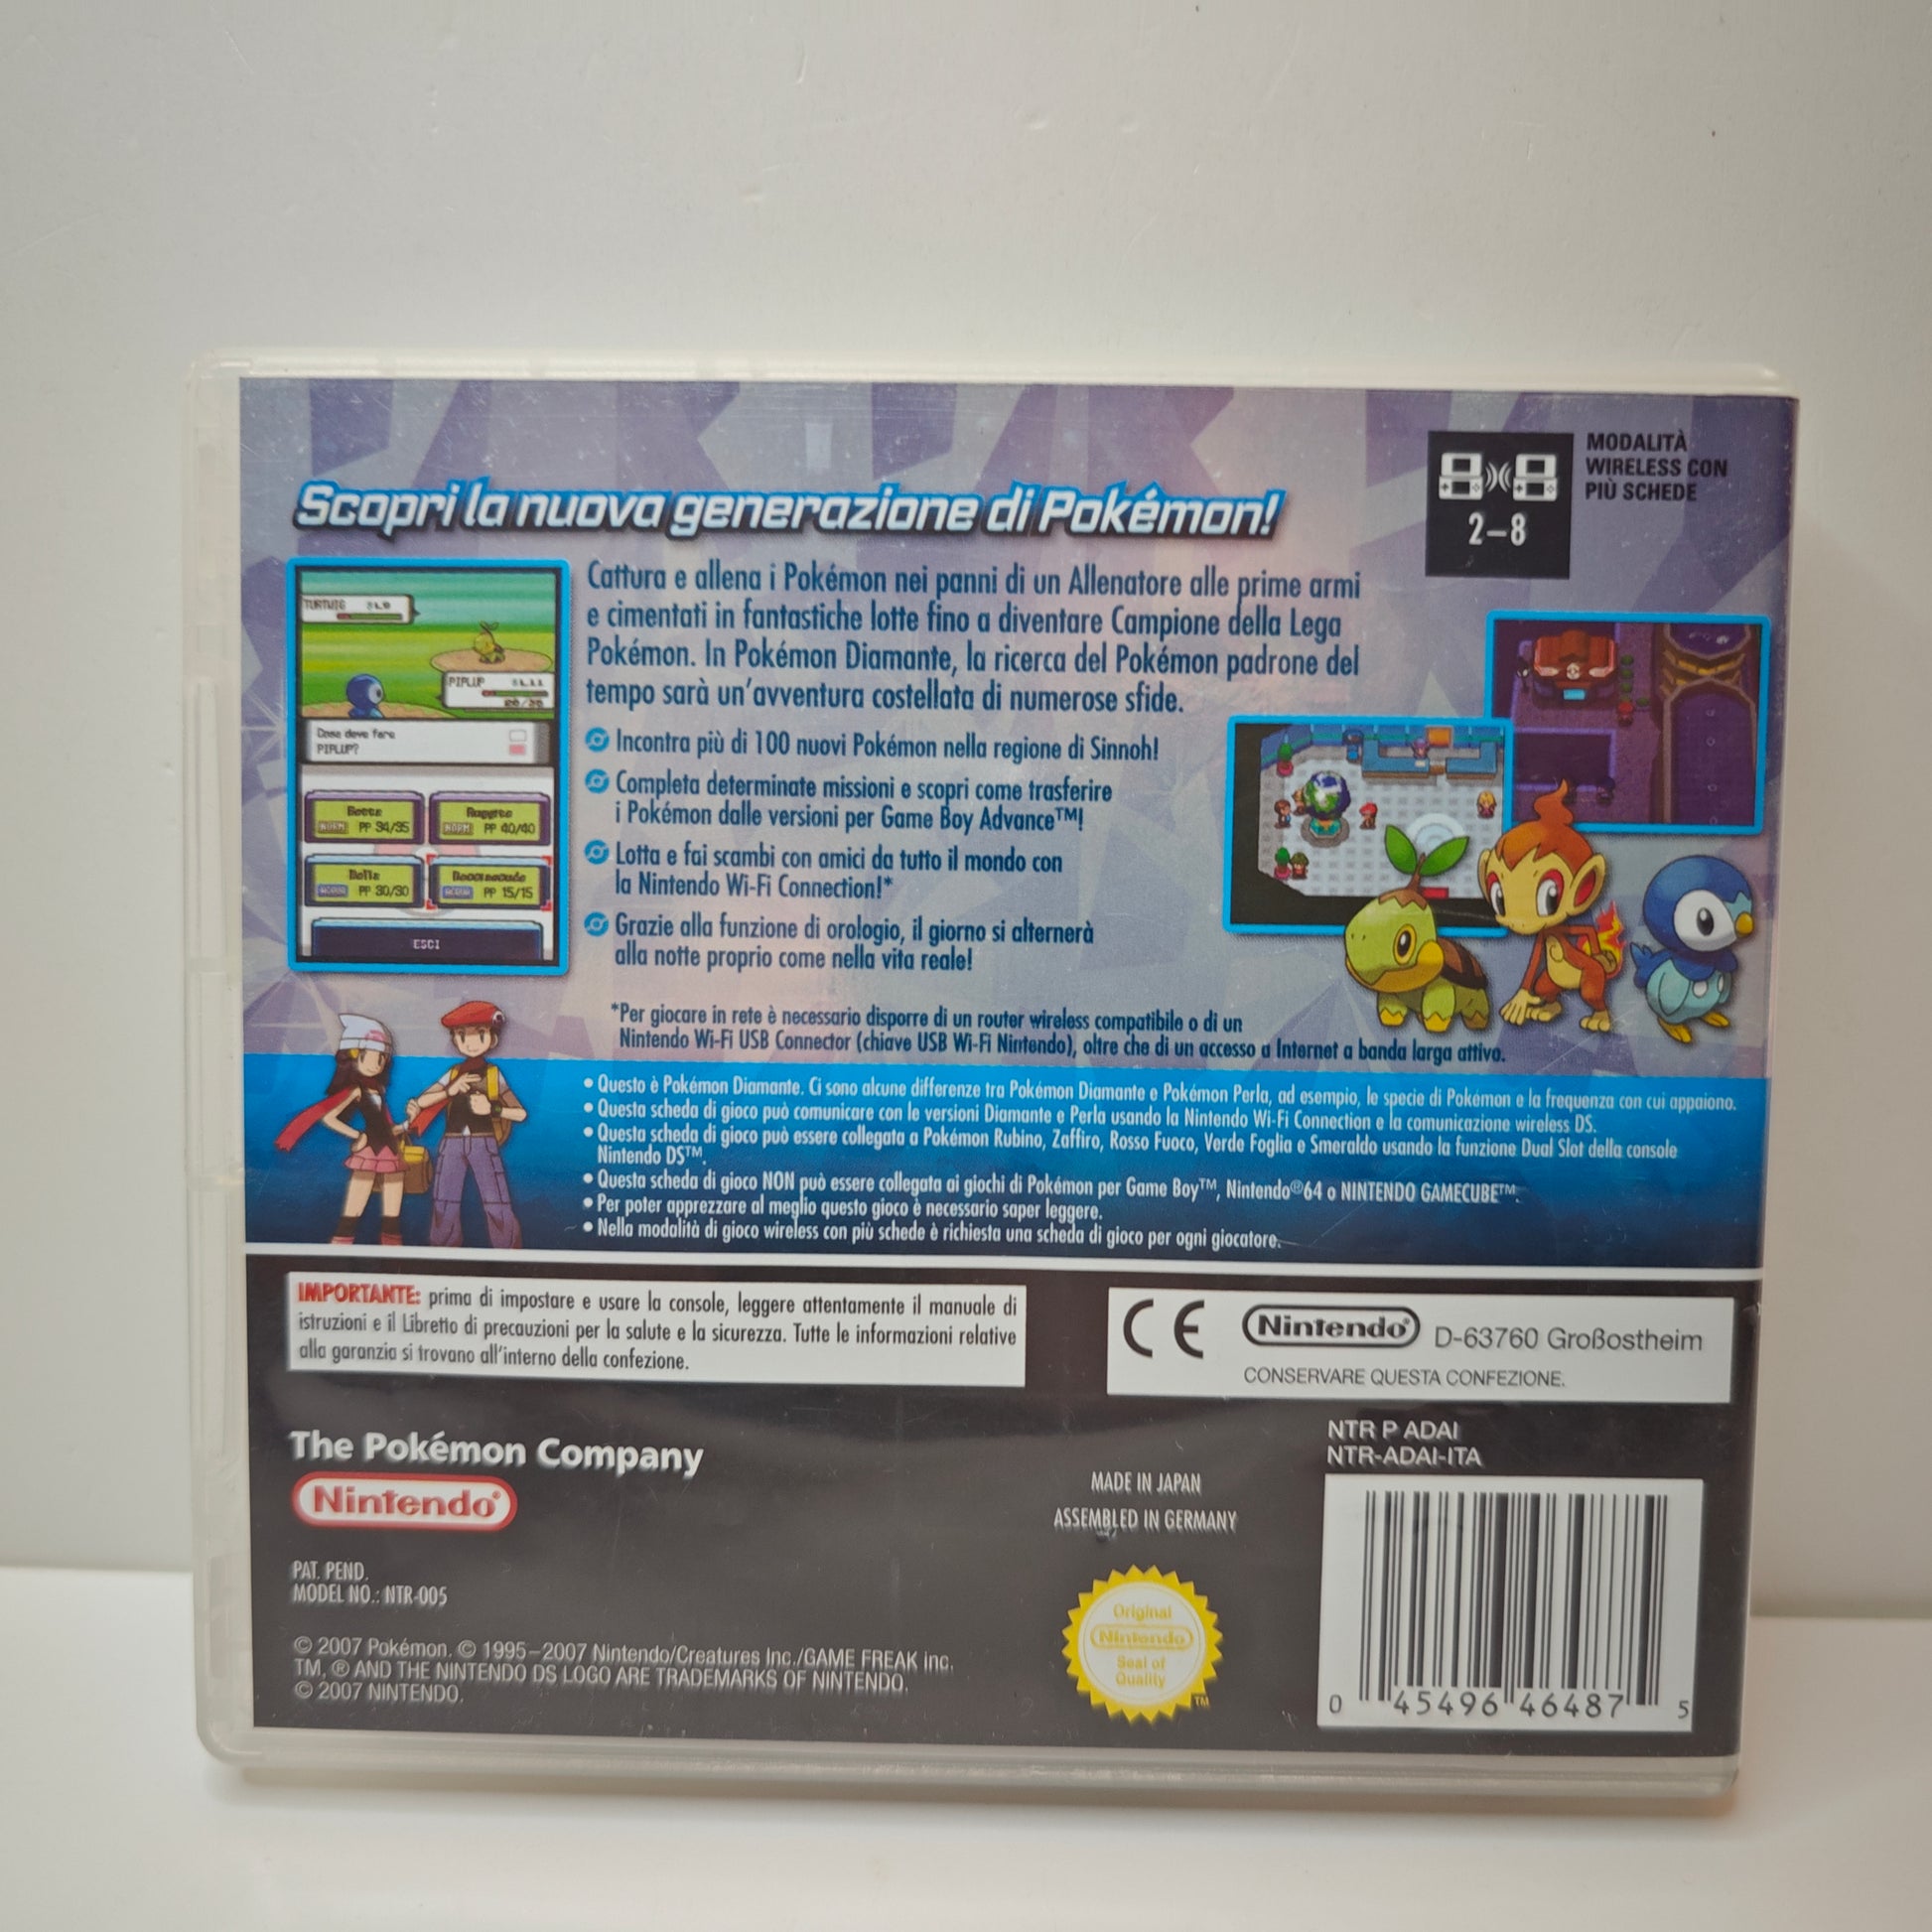 MODALITÀ
WIRELESS CON
PIÙ SCHEDE
2–8
Scopri la nuova generazione di Pokémon!
Cattura e allena i Pokémon nei panni di un Allenatore alle prime armi
e cimentati in fantastiche lotte fino a diventare Campione della Lega
Pokémon. In Pokémon Diamante, la ricerca del Pokémon padrone del
tempo sarà un'avventura costellata di numerose sfide.
Incontra più di 100 nuovi Pokémon nella regione di Sinnoh!
Completa determinate missioni e scopri come trasferire
i Pokémon dalle versioni per Game Boy Advance™!
Lotta e fai scambi con amici da tutto il mondo con
la Nintendo Wi-Fi Connection!*
Grazie alla funzione di orologio, il giorno si alternerà
alla notte proprio come nella vita reale!
TURTWIG
PIPLUP
Cosa deve fare
PIPLUP?
Botta
PP 34/35
PP 40/40
Bolla
PP 30/30
PP 15/15
ESCI
*Per giocare in rete è necessario disporre di un router wireless compatibile o di un
Nintendo Wi-Fi USB Connector (chiave USB Wi-Fi Nintendo), oltre che di un accesso a Internet a banda larga attivo.
• Questo è Pokémon Diamante. Ci sono alcune differenze tra Pokémon Diamante e Pokémon Perla, ad esempio, le specie di Pokémon e la frequenza con cui appaiono.
• Questa scheda di gioco può comunicare con le versioni Diamante e Perla usando la Nintendo Wi-Fi Connection e la comunicazione wireless DS.
• Questa scheda di gioco può essere collegata a Pokémon Rubino, Zaffiro, Rosso Fuoco, Verde Foglia e Smeraldo usando la funzione Dual Slot della console
Nintendo DS™.
• Questa scheda di gioco NON può essere collegata ai giochi di Pokémon per Game Boy™, Nintendo®64 o NINTENDO GAMECUBE™.
• Per poter apprezzare al meglio questo gioco è necessario saper leggere.
• Nella modalità di gioco wireless con più schede è richiesta una scheda di gioco per ogni giocatore.
IMPORTANTE: prima di impostare e usare la console, leggere attentamente il manuale di
istruzioni e il Libretto di precauzioni per la salute e la sicurezza. Tutte le informazioni relative
alla garanzia si trovano all'interno della confezione.
CE Nintendo® D-63760 Großostheim
CONSERVARE QUESTA CONFEZIONE.
The Pokémon Company
Nintendo®
MADE IN JAPAN
ASSEMBLED IN GERMANY
NTR P ADAI
NTR-ADAI-ITA
PAT. PEND.
MODEL NO.: NTR-005
© 2007 Pokémon. © 1995–2007 Nintendo/Creatures Inc./GAME FREAK inc.
TM, ® AND THE NINTENDO DS LOGO ARE TRADEMARKS OF NINTENDO.
© 2007 NINTENDO.
Original
Nintendo
Seal of
Quality
TM
0 45496 46487 5